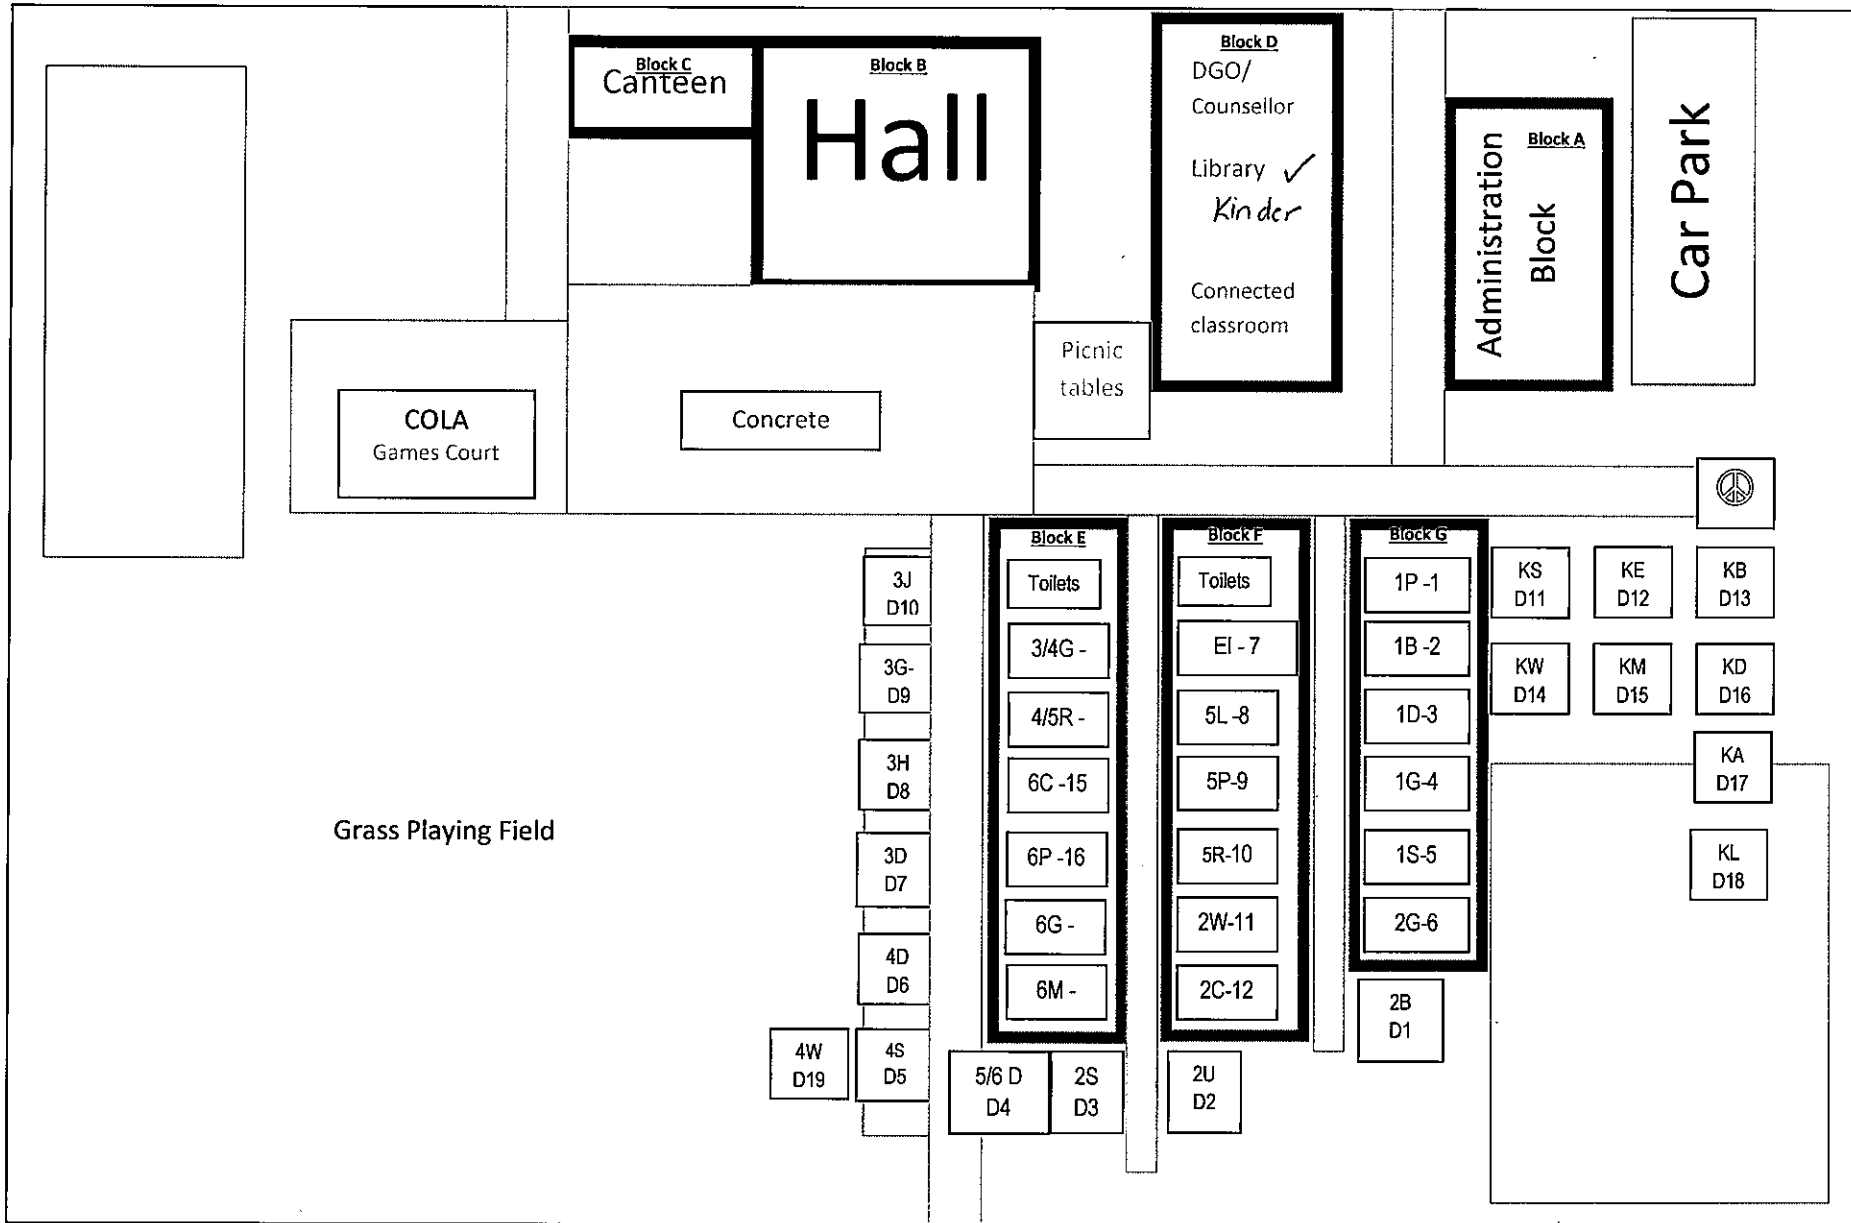 Block C
Canteen
Block B
Hall
Block D
DGO/
Counsellor
Library ✓
Kinder
Connected
classroom
Block A
Administration
Block
Car Park
Picnic
tables
COLA
Games Court
Concrete
Grass Playing Field
3J
D10
3G-
D9
3H
D8
3D
D7
4D
D6
4S
D5
4W
D19
Block E
Toilets
3/4G -
4/5R -
6C -15
6P -16
6G -
6M -
5/6 D
D4
2S
D3
Block F
Toilets
EI - 7
5L -8
5P-9
5R-10
2W-11
2C-12
2U
D2
Block G
1P -1
1B -2
1D-3
1G-4
1S-5
2G-6
2B
D1
KS
D11
KE
D12
KB
D13
KW
D14
KM
D15
KD
D16
KA
D17
KL
D18